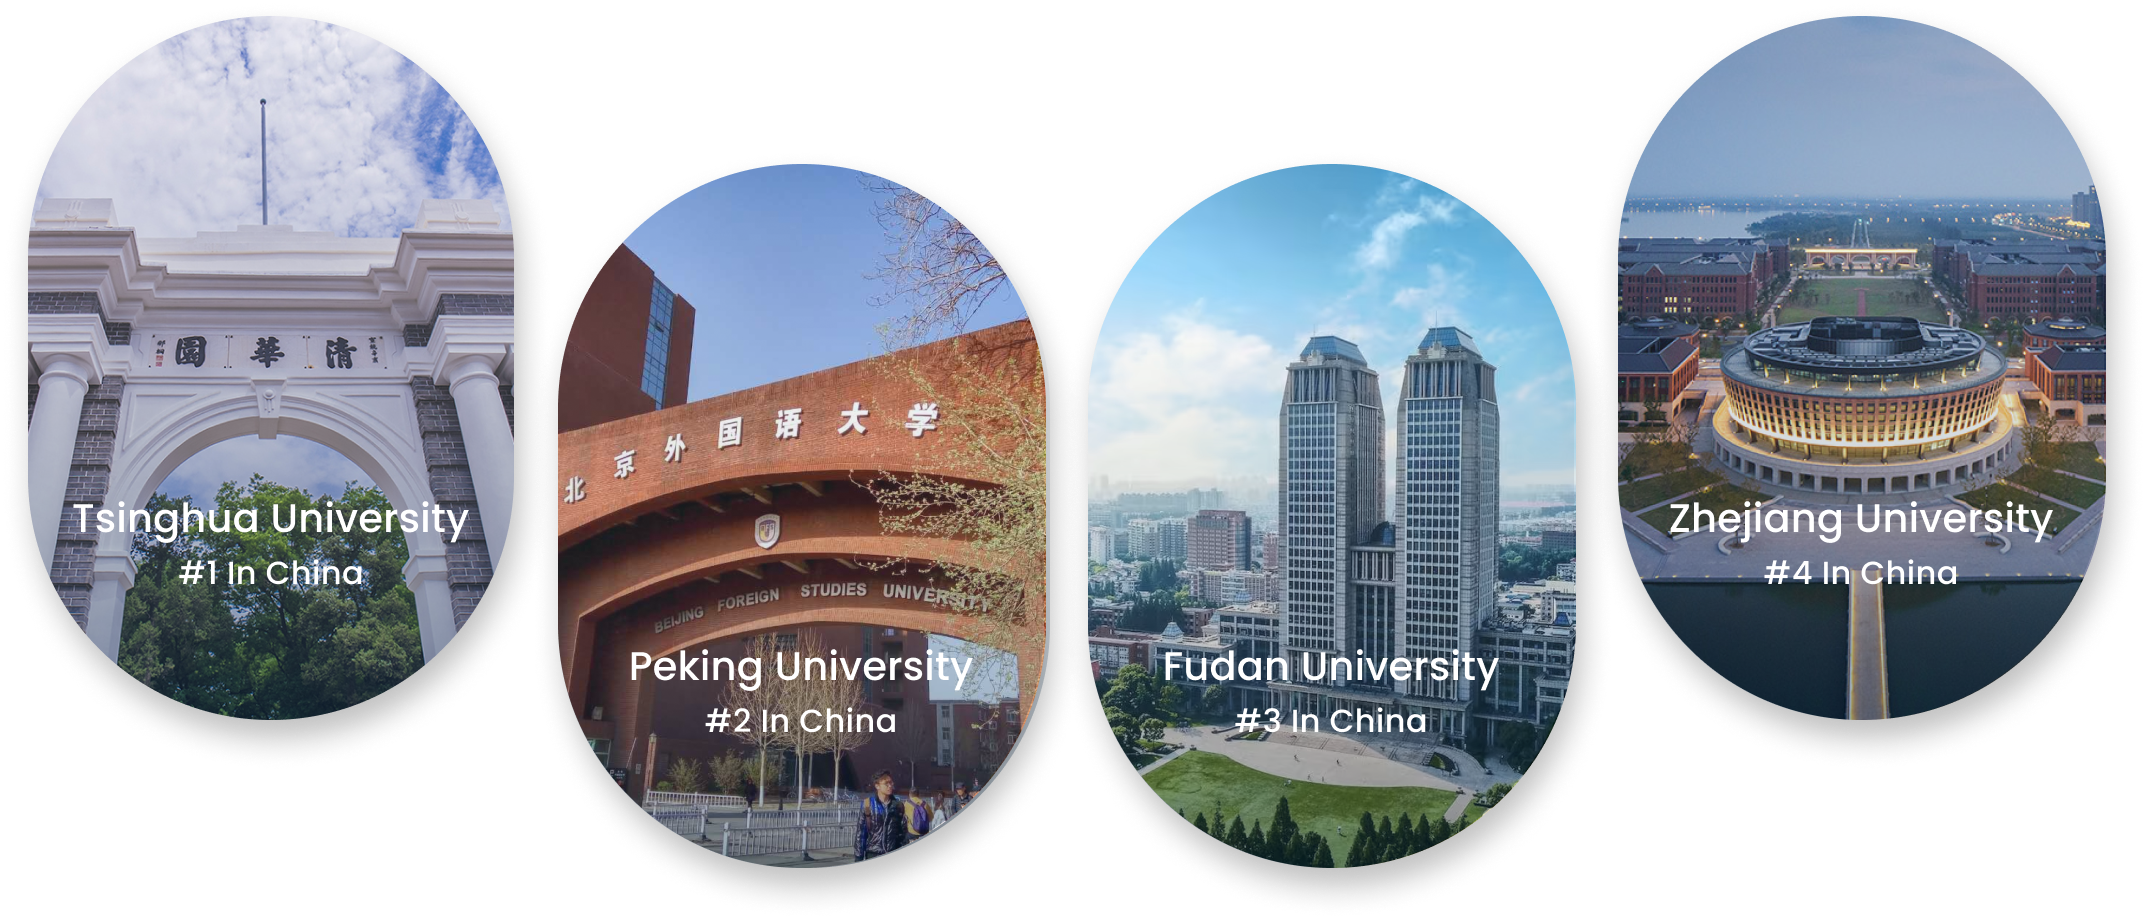 清華園
Tsinghua University
#1 In China
北京外国语大学
BEIJING FOREIGN STUDIES UNIVERSITY
Peking University
#2 In China
Fudan University
#3 In China
Zhejiang University
#4 In China